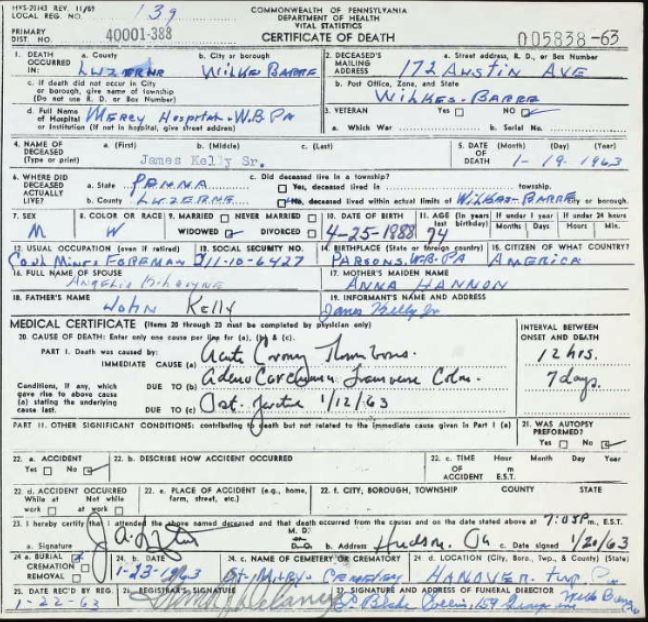 HVS-20143 REV. 11/69
LOCAL REG. NO. 139
COMMONWEALTH OF PENNSYLVANIA
DEPARTMENT OF HEALTH
VITAL STATISTICS
CERTIFICATE OF DEATH
PRIMARY DIST. NO. 40001-388
005838-63
1. DEATH OCCURRED IN: a. County LUZERNE b. City or borough WILKES BARRE
c. If death did not occur in City or borough, give name of township (Do not use R. D. or Box Number)
d. Full Name of Hospital or Institution (If not in hospital, give street address) MERCY Hospital-W.B PA
2. DECEASED'S MAILING ADDRESS a. Street address, R. D., or Box Number 172 Austin AVE
b. Post Office, Zone, and State WILKES-BARRE
3. VETERAN Yes NO
a. Which War b. Serial No.
4. NAME OF DECEASED (Type or print) a. (First) b. (Middle) c. (Last) James Kelly Sr.
5. DATE OF DEATH (Month) (Day) (Year) 1-19-1963
6. WHERE DID DECEASED ACTUALLY LIVE? a. State PENNA
b. County LUZERNE
c. Did deceased live in a township?
Yes, deceased lived in township.
No, deceased lived within actual limits of WILKES-BARRE city or borough.
7. SEX M
8. COLOR OR RACE W
9. MARRIED NEVER MARRIED WIDOWED DIVORCED
10. DATE OF BIRTH 4-25-1988
11. AGE (in years last birthday) 74
If under 1 year Months Days If under 24 hours Hours Min.
12. USUAL OCCUPATION (even if retired) Coal Mine FOREMAN
13. SOCIAL SECURITY NO. 211-10-6427
14. BIRTHPLACE (State or foreign country) PARSONS, W.B PA
15. CITIZEN OF WHAT COUNTRY? AMERICA
16. FULL NAME OF SPOUSE
17. MOTHER'S MAIDEN NAME ANNA HANNON
18. FATHER'S NAME John Kelly
19. INFORMANT'S NAME AND ADDRESS James Kelly Jr
MEDICAL CERTIFICATE (Items 20 through 23 must be completed by physician only)
20. CAUSE OF DEATH: Enter only one cause per line for (a), (b) & (c).
INTERVAL BETWEEN ONSET AND DEATH
PART I. Death was caused by:
IMMEDIATE CAUSE (a) Acute Coronary Thrombosis 12 hrs.
Conditions, if any, which gave rise to above cause (a) stating the underlying cause last.
DUE TO (b) Adeno Carcinoma Transverse Colon. 7 days.
DUE TO (c) 1/12/63
PART II. OTHER SIGNIFICANT CONDITIONS: contributing to death but not related to the immediate cause given in Part I (a)
21. WAS AUTOPSY PREFORMED? Yes No
22. a. ACCIDENT Yes No
22. b. DESCRIBE HOW ACCIDENT OCCURRED
22. c. TIME OF ACCIDENT Hour Month Day Year m E.S.T.
22. d. ACCIDENT OCCURRED While at work Not while at work
22. e. PLACE OF ACCIDENT (e.g., home, farm, street, etc.)
22. f. CITY, BOROUGH, TOWNSHIP COUNTY STATE
23. I hereby certify that I attended the above named deceased and that death occurred from the causes and on the date stated above at 7:05P m., E.S.T.
a. Signature M. D. b. Address Hudson, Pa c. Date signed 1/20/63
24. a. BURIAL CREMATION REMOVAL
24. b. DATE 1-23-1963
24. c. NAME OF CEMETERY OR CREMATORY St. Mary's Cemetery
24. d. LOCATION (City, Boro, Twp., & County) (State) HANOVER Twp. Pa
25. DATE REC'D BY REG. 1-22-63
26. REGISTRAR'S SIGNATURE
27. SIGNATURE AND ADDRESS OF FUNERAL DIRECTOR